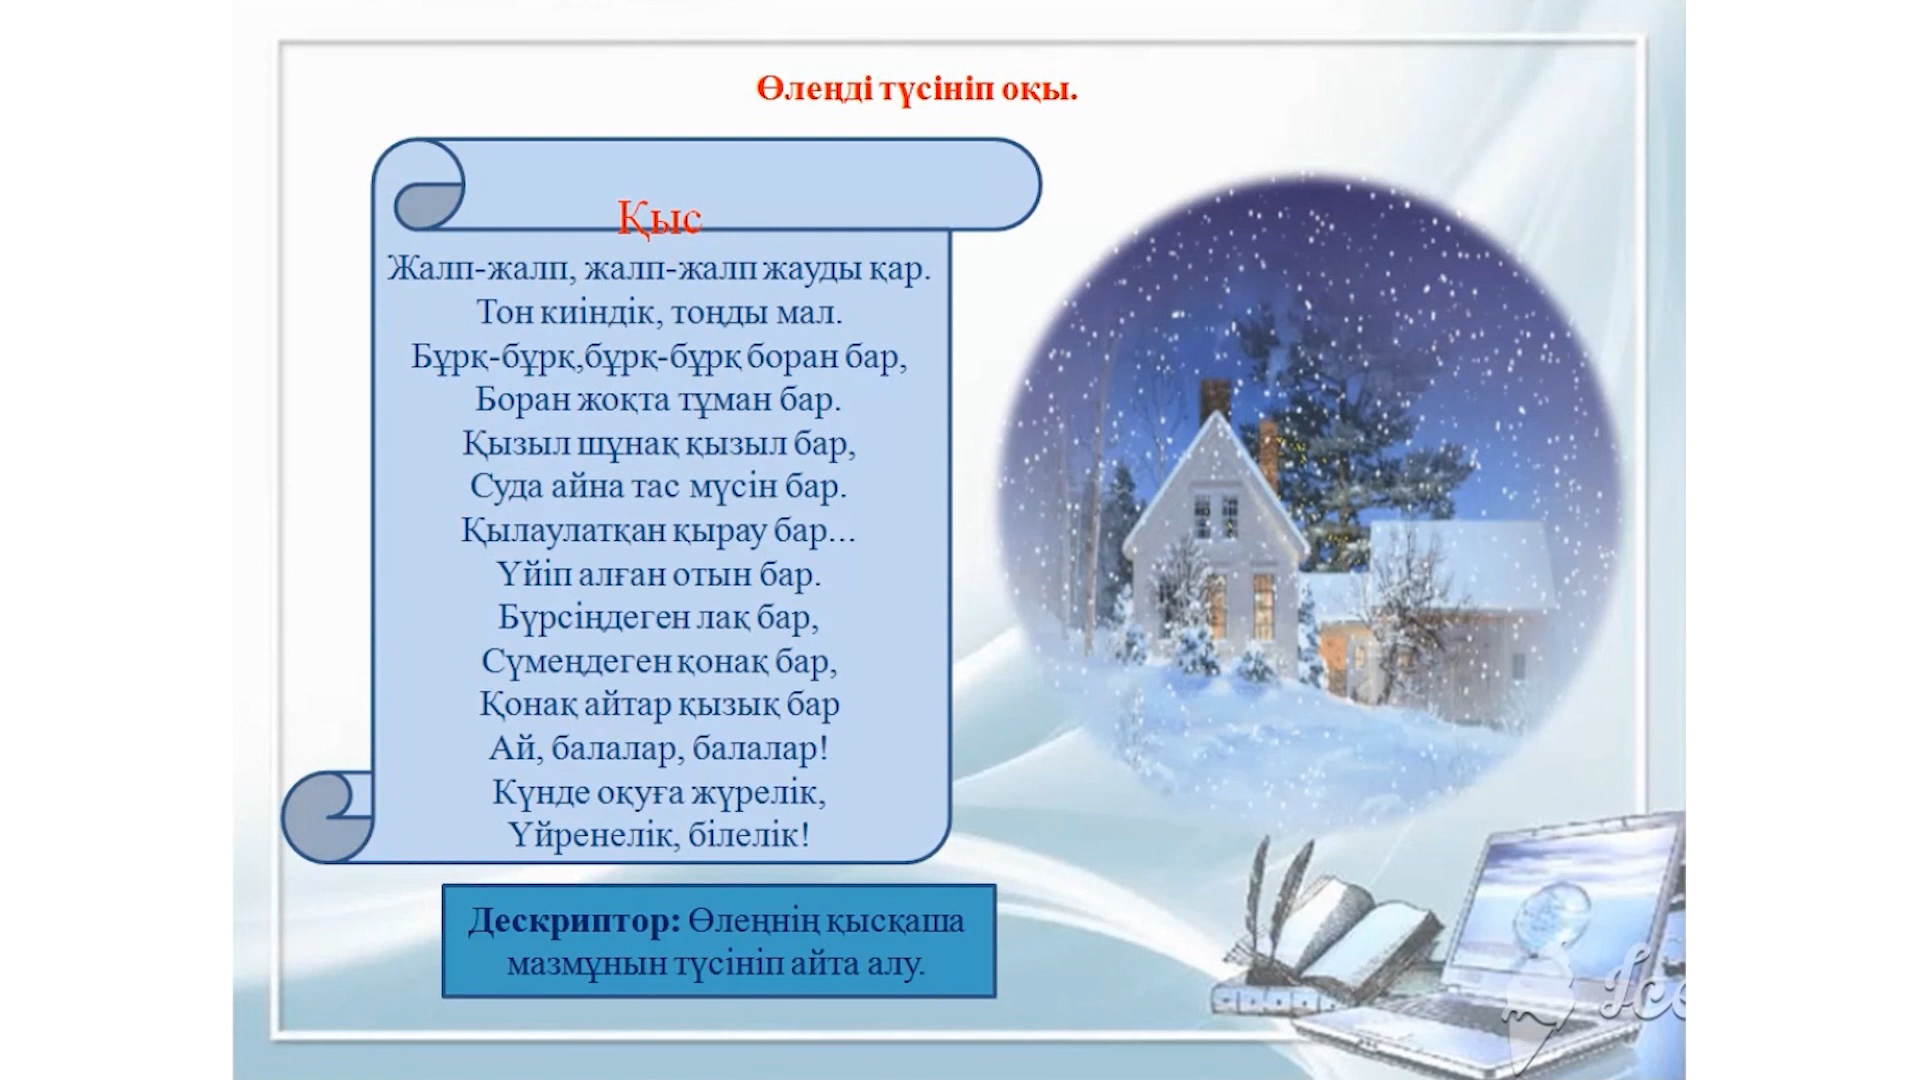 Өлеңді түсініп оқы.
Қыс
Жалп-жалп, жалп-жалп жауды қар.
Тон киіндік, тоңды мал.
Бұрқ-бұрқ,бұрқ-бұрқ боран бар,
Боран жоқта тұман бар.
Қызыл шұнақ қызыл бар,
Суда айна тас мүсін бар.
Қылаулатқан қырау бар...
Үйіп алған отын бар.
Бүрсіңдеген лақ бар,
Сүмеңдеген қонақ бар,
Қонақ айтар қызық бар
Ай, балалар, балалар!
Күнде оқуға жүрелік,
Үйренелік, білелік!
Дескриптор: Өлеңнің қысқаша
мазмұнын түсініп айта алу.